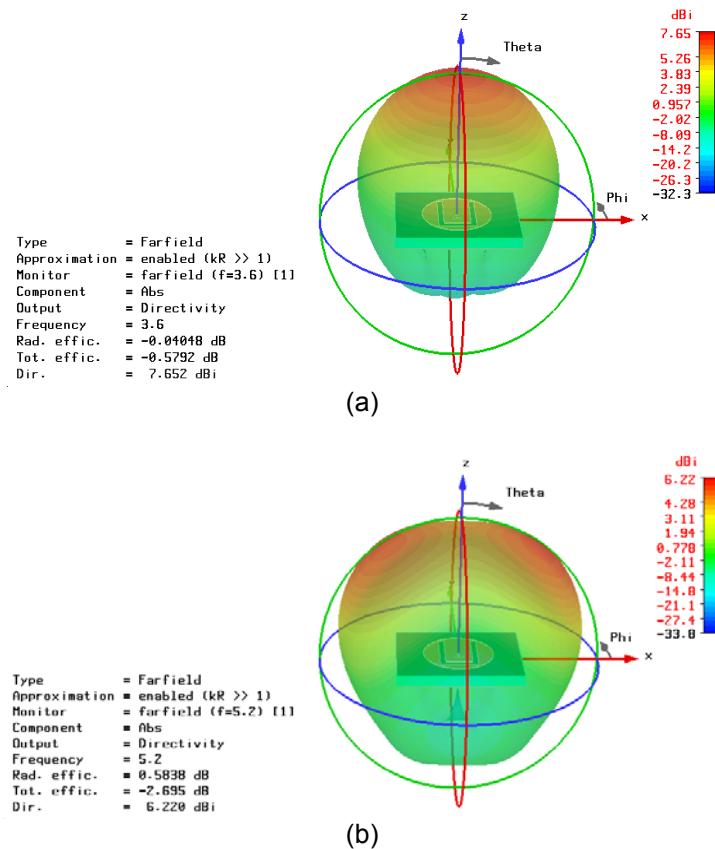 z
Theta
dBi
7.65
5.26
3.83
2.39
0.957
-2.02
-8.09
-14.2
-20.2
-26.3
-32.3
Phi
x
Type = Farfield
Approximation = enabled (kR >> 1)
Monitor = farfield (f=3.6) [1]
Component = Abs
Output = Directivity
Frequency = 3.6
Rad. effic. = -0.04048 dB
Tot. effic. = -0.5792 dB
Dir. = 7.652 dBi
(a)
z
Theta
dBi
6.22
4.28
3.11
1.94
0.778
-2.11
-8.44
-14.8
-21.1
-27.4
-33.8
Phi
x
Type = Farfield
Approximation = enabled (kR >> 1)
Monitor = farfield (f=5.2) [1]
Component = Abs
Output = Directivity
Frequency = 5.2
Rad. effic. = 0.5838 dB
Tot. effic. = -2.695 dB
Dir. = 6.220 dBi
(b)